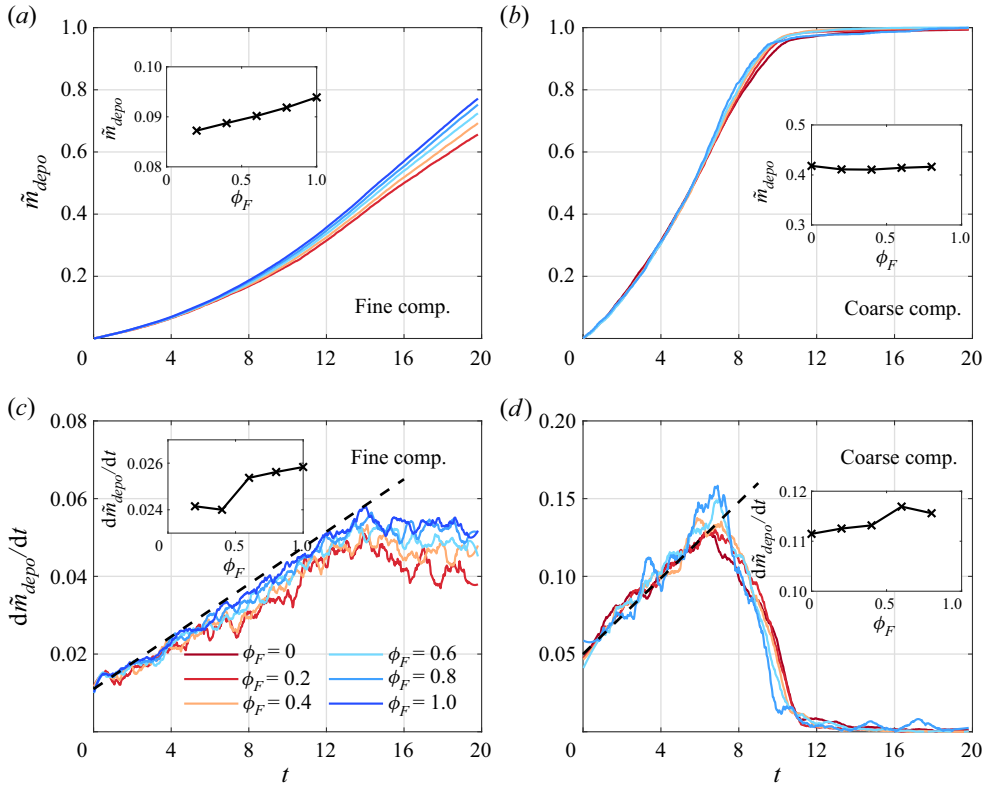 (a)
1.0
0.8
0.6
0.4
0.2
m̃depo
0
4
8
12
16
20
Fine comp.
0.10
0.09
0.08
m̃depo
0
0.5
1.0
ϕF
(b)
1.0
0.8
0.6
0.4
0.2
0
4
8
12
16
20
Coarse comp.
0.5
0.4
0.3
m̃depo
0
0.5
1.0
ϕF
(c)
0.08
0.06
0.04
0.02
dm̃depo/dt
0
4
8
12
16
20
t
Fine comp.
0.026
0.024
dm̃depo/dt
0
0.5
1.0
ϕF
ϕF = 0
ϕF = 0.2
ϕF = 0.4
ϕF = 0.6
ϕF = 0.8
ϕF = 1.0
(d)
0.20
0.15
0.10
0.05
0
4
8
12
16
20
t
Coarse comp.
0.12
0.11
0.10
dm̃depo/dt
0
0.5
1.0
ϕF